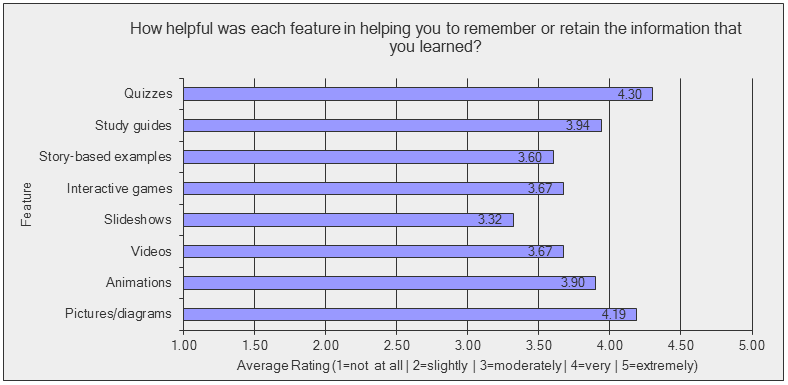 How helpful was each feature in helping you to remember or retain the information that
you learned?
Feature
Quizzes 4.30
Study guides 3.94
Story-based examples 3.60
Interactive games 3.67
Slideshows 3.32
Videos 3.67
Animations 3.90
Pictures/diagrams 4.19
1.00 1.50 2.00 2.50 3.00 3.50 4.00 4.50 5.00
Average Rating (1=not at all | 2=slightly | 3=moderately | 4=very | 5=extremely)